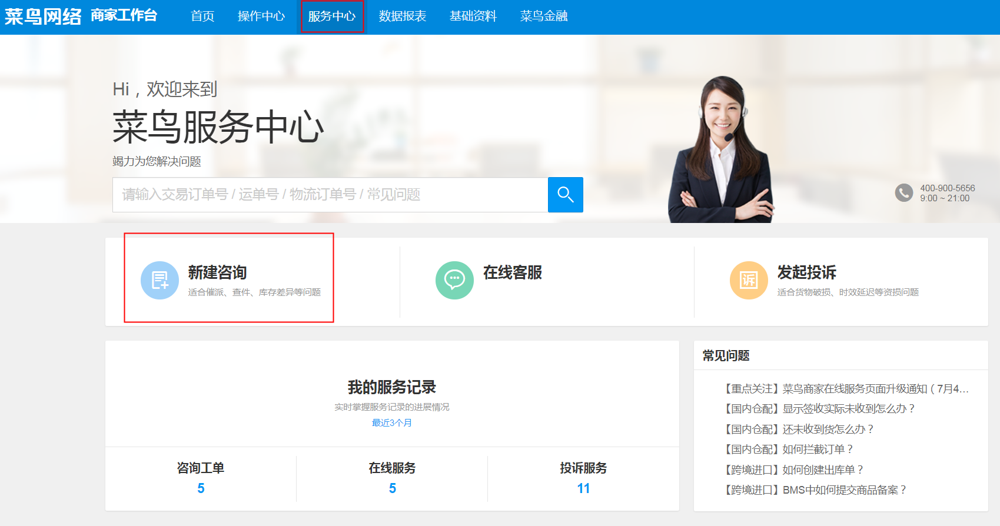 菜鸟网络 商家工作台 首页 操作中心 服务中心 数据报表 基础资料 菜鸟金融
Hi，欢迎来到
菜鸟服务中心
竭力为您解决问题
请输入交易订单号 / 运单号 / 物流订单号 / 常见问题
400-900-5656
9:00 ~ 21:00
新建咨询
适合催派、查件、库存差异等问题
在线客服
诉
发起投诉
适合货物破损、时效延迟等资损问题
我的服务记录
实时掌握服务记录的进展情况
最近3个月
咨询工单
5
在线服务
5
投诉服务
11
常见问题
【重点关注】菜鸟商家在线服务页面升级通知（7月4...
【国内仓配】显示签收实际未收到怎么办？
【国内仓配】还未收到货怎么办？
【国内仓配】如何拦截订单？
【跨境进口】如何创建出库单？
【跨境进口】BMS中如何提交商品备案？